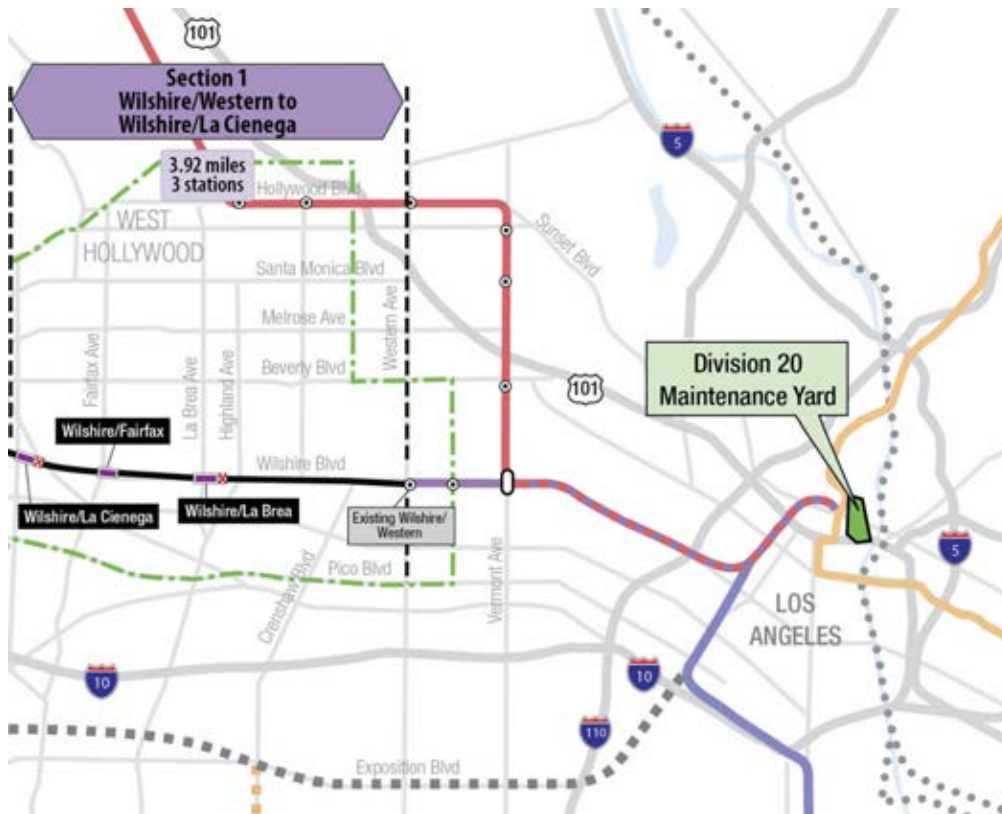 101
Section 1
Wilshire/Western to
Wilshire/La Cienega
3.92 miles
3 stations
Hollywood Blvd
WEST
HOLLYWOOD
Sunset Blvd
5
Santa Monica Blvd
Melrose Ave
Western Ave
Fairfax Ave
La Brea Ave
Highland Ave
Beverly Blvd
101
Division 20
Maintenance Yard
Wilshire/Fairfax
Wilshire Blvd
Wilshire/La Cienega
Wilshire/La Brea
Existing Wilshire/
Western
5
Pico Blvd
Crenshaw Blvd
Vermont Ave
LOS
ANGELES
10
10
110
Exposition Blvd